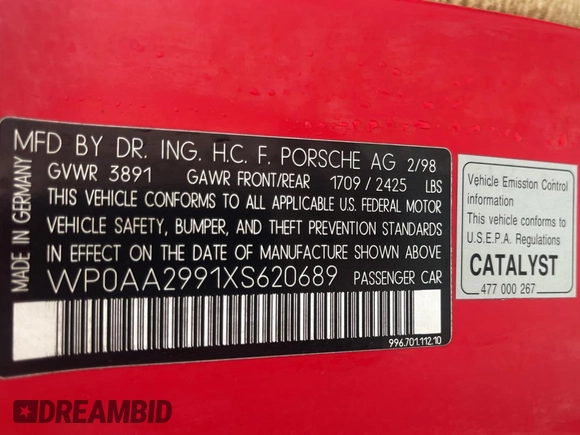 MFD BY DR. ING. H.C. F. PORSCHE AG 2/98
GVWR 3891 GAWR FRONT/REAR 1709 / 2425 LBS
THIS VEHICLE CONFORMS TO ALL APPLICABLE U.S. FEDERAL MOTOR
VEHICLE SAFETY, BUMPER, AND THEFT PREVENTION STANDARDS
IN EFFECT ON THE DATE OF MANUFACTURE SHOWN ABOVE
WP0AA2991XS620689 PASSENGER CAR
996.701.112.10
MADE IN GERMANY
Vehicle Emission Control
information
This vehicle conforms to
U.S.E.P.A. Regulations
CATALYST
477 000 267
DREAMBID